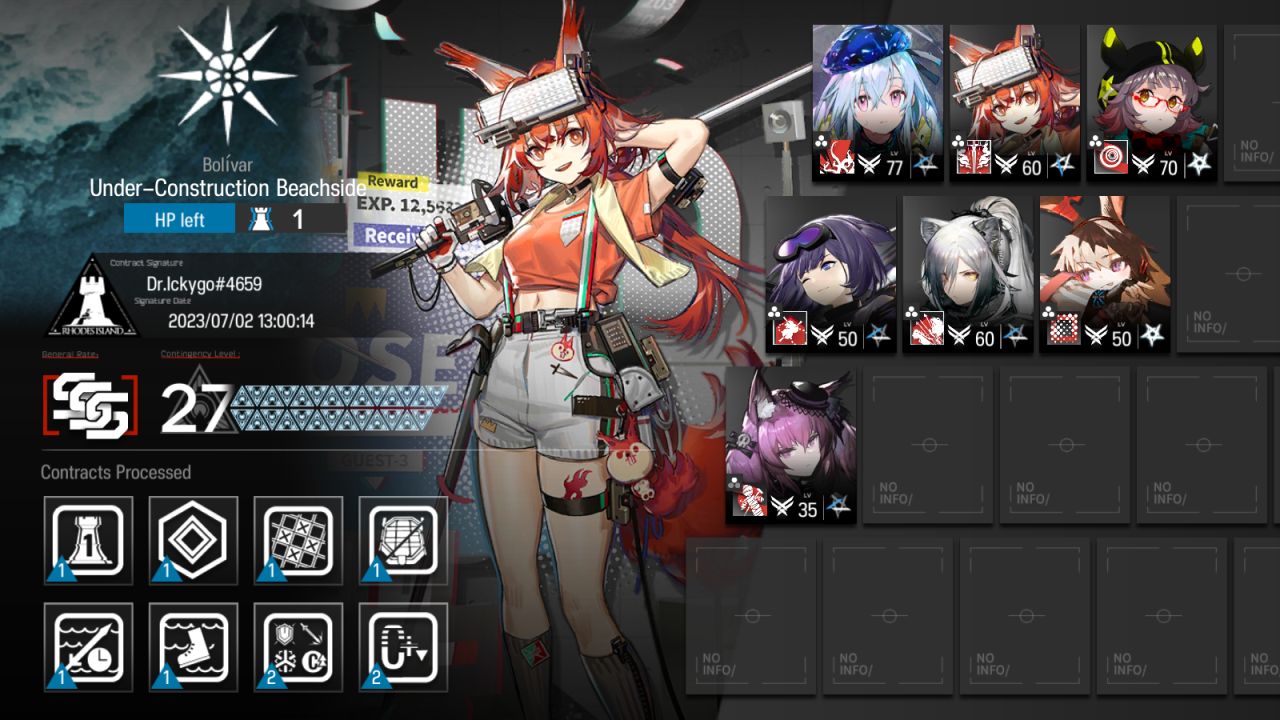 Bolívar
Under-Construction Beachside
HP left
1
Contract Signature
Dr.Ickygo#4659
Signature Date
2023/07/02 13:00:14
RHODES ISLAND
General Rate:
Contingency Level :
27
Contracts Processed
1
1
1
1
1
1
1
2
2
Reward
EXP.
GUEST-3
LV
77
LV
60
LV
70
NO
INFO/
LV
50
LV
60
LV
50
NO
INFO/
LV
35
NO
INFO/
NO
INFO/
NO
INFO/
NO
INFO/
NO
INFO/
NO
INFO/
NO
INFO/
NO
INFO/